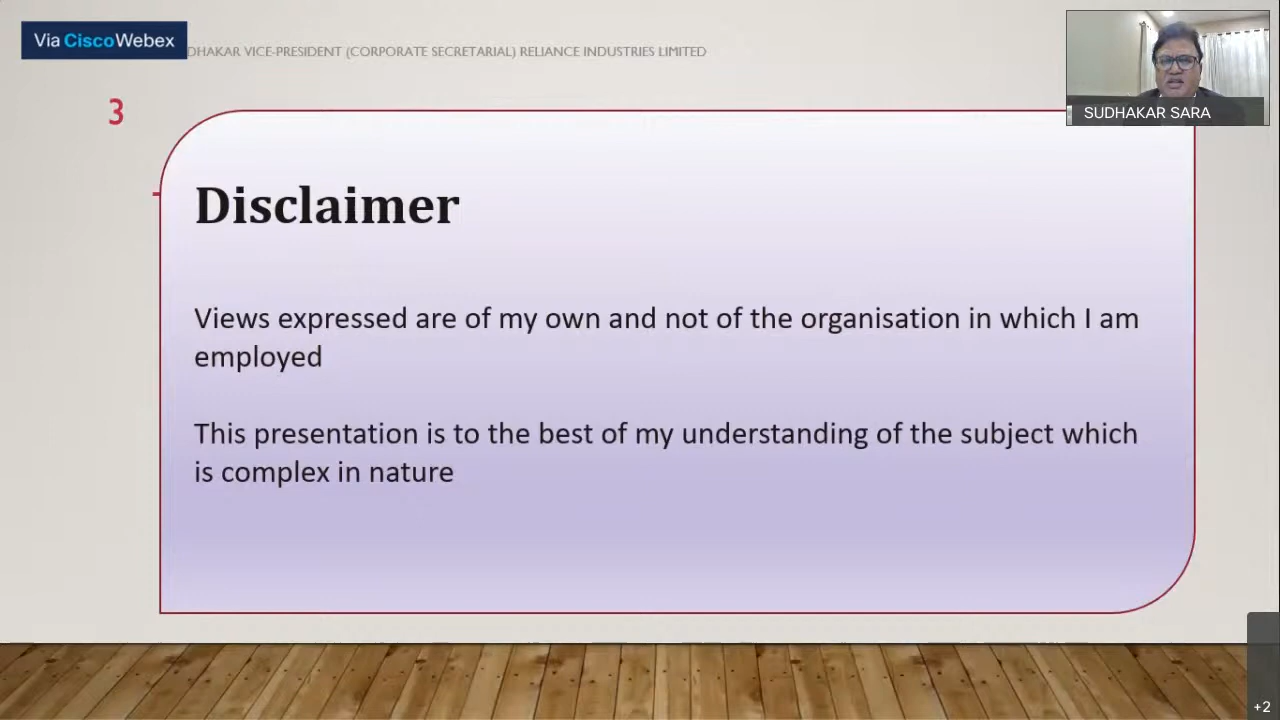 Via Cisco Webex
DHAKAR VICE-PRESIDENT (CORPORATE SECRETARIAL) RELIANCE INDUSTRIES LIMITED
SUDHAKAR SARA
3
Disclaimer
Views expressed are of my own and not of the organisation in which I am
employed
This presentation is to the best of my understanding of the subject which
is complex in nature
+2